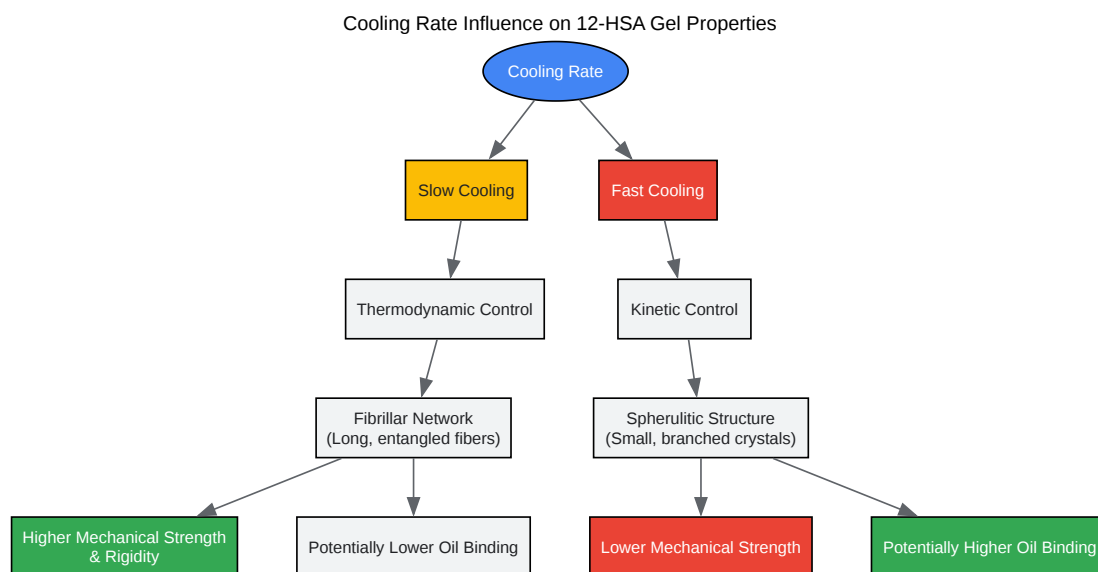 Cooling Rate Influence on 12-HSA Gel Properties
Cooling Rate
Slow Cooling
Fast Cooling
Thermodynamic Control
Kinetic Control
Fibrillar Network
(Long, entangled fibers)
Spherulitic Structure
(Small, branched crystals)
Higher Mechanical Strength
& Rigidity
Potentially Lower Oil Binding
Lower Mechanical Strength
Potentially Higher Oil Binding